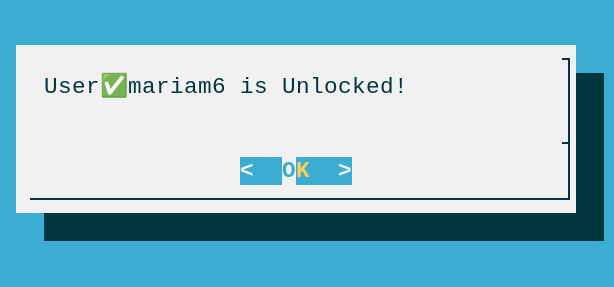 User✅mariam6 is Unlocked!
<  OK  >